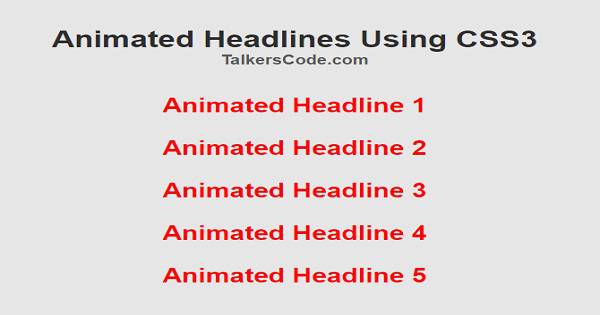 Animated Headlines Using CSS3
TalkersCode.com
Animated Headline 1
Animated Headline 2
Animated Headline 3
Animated Headline 4
Animated Headline 5